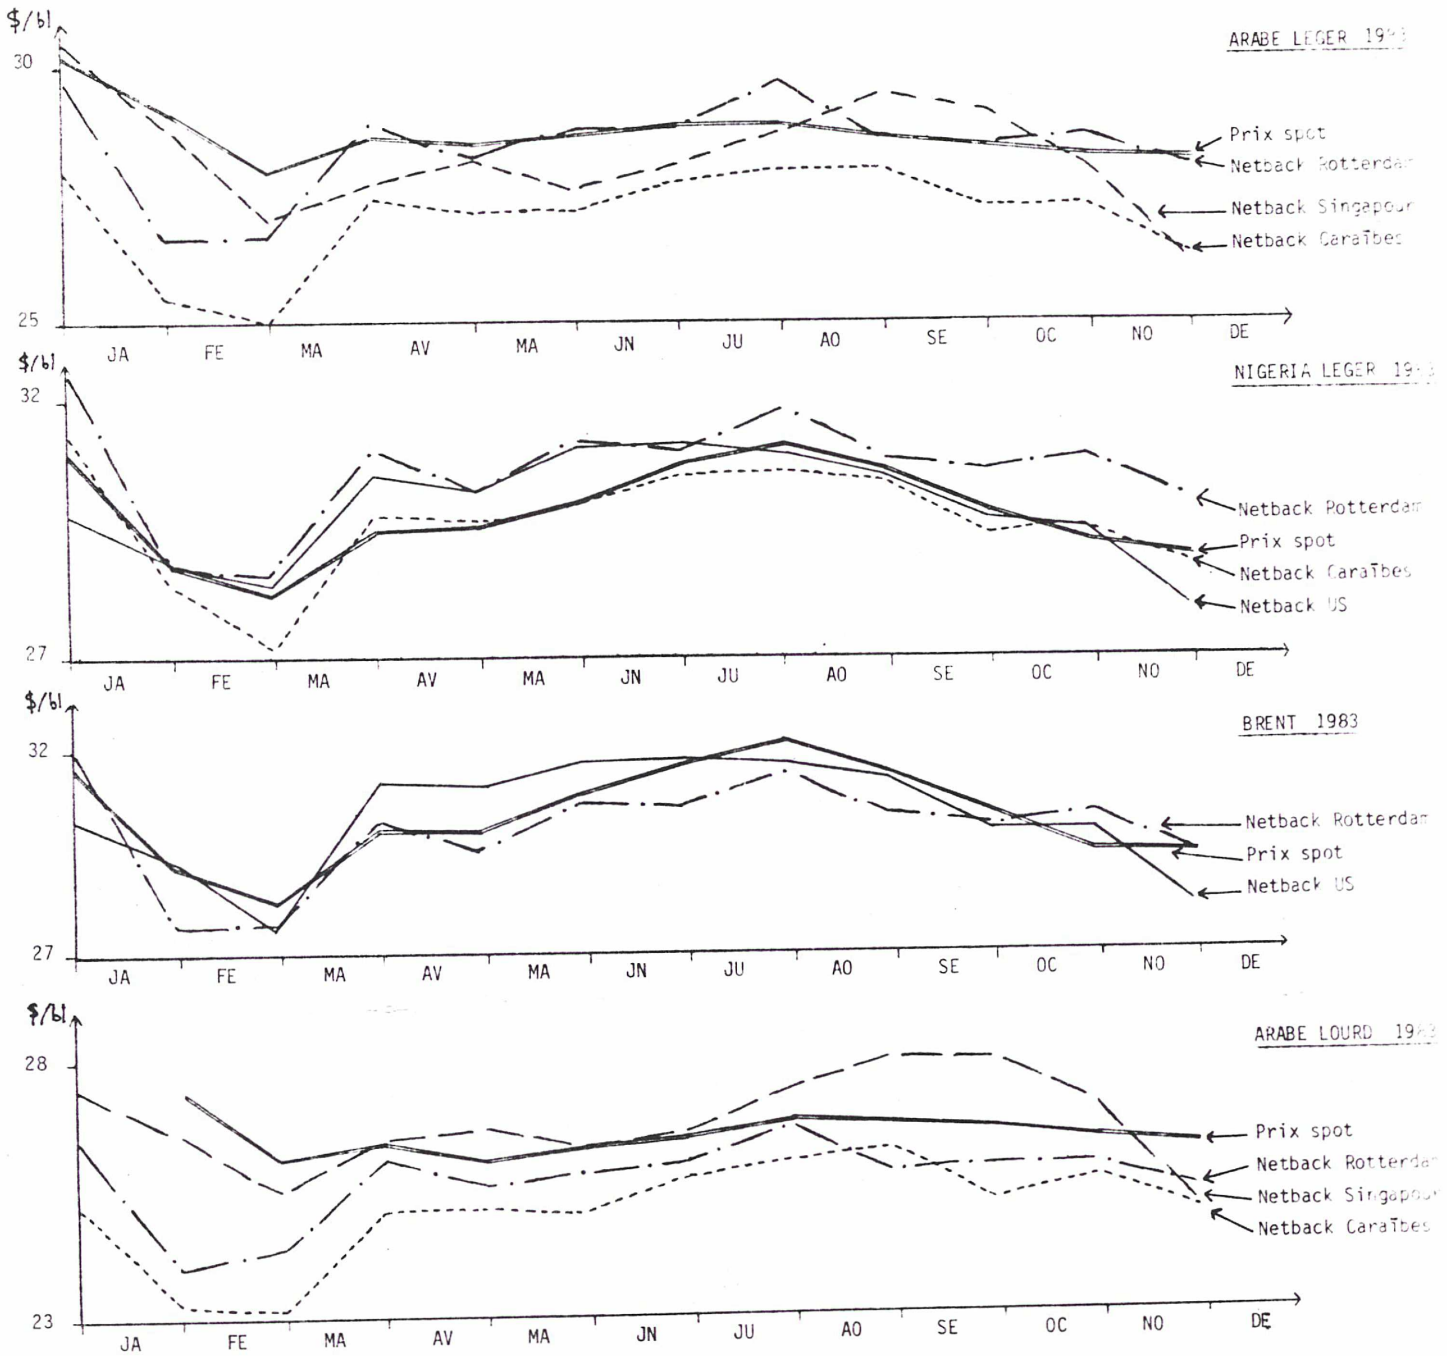 $/bl
ARABE LEGER 1983
30
Prix spot
Netback Rotterdam
Netback Singapour
Netback Caraïbes
25
JA FE MA AV MA JN JU AO SE OC NO DE
$/bl
NIGERIA LEGER 1983
32
Netback Rotterdam
Prix spot
Netback Caraïbes
Netback US
27
JA FE MA AV MA JN JU AO SE OC NO DE
$/bl
BRENT 1983
32
Netback Rotterdam
Prix spot
Netback US
27
JA FE MA AV MA JN JU AO SE OC NO DE
$/bl
ARABE LOURD 1983
28
Prix spot
Netback Rotterdam
Netback Singapour
Netback Caraïbes
23
JA FE MA AV MA JN JU AO SE OC NO DE